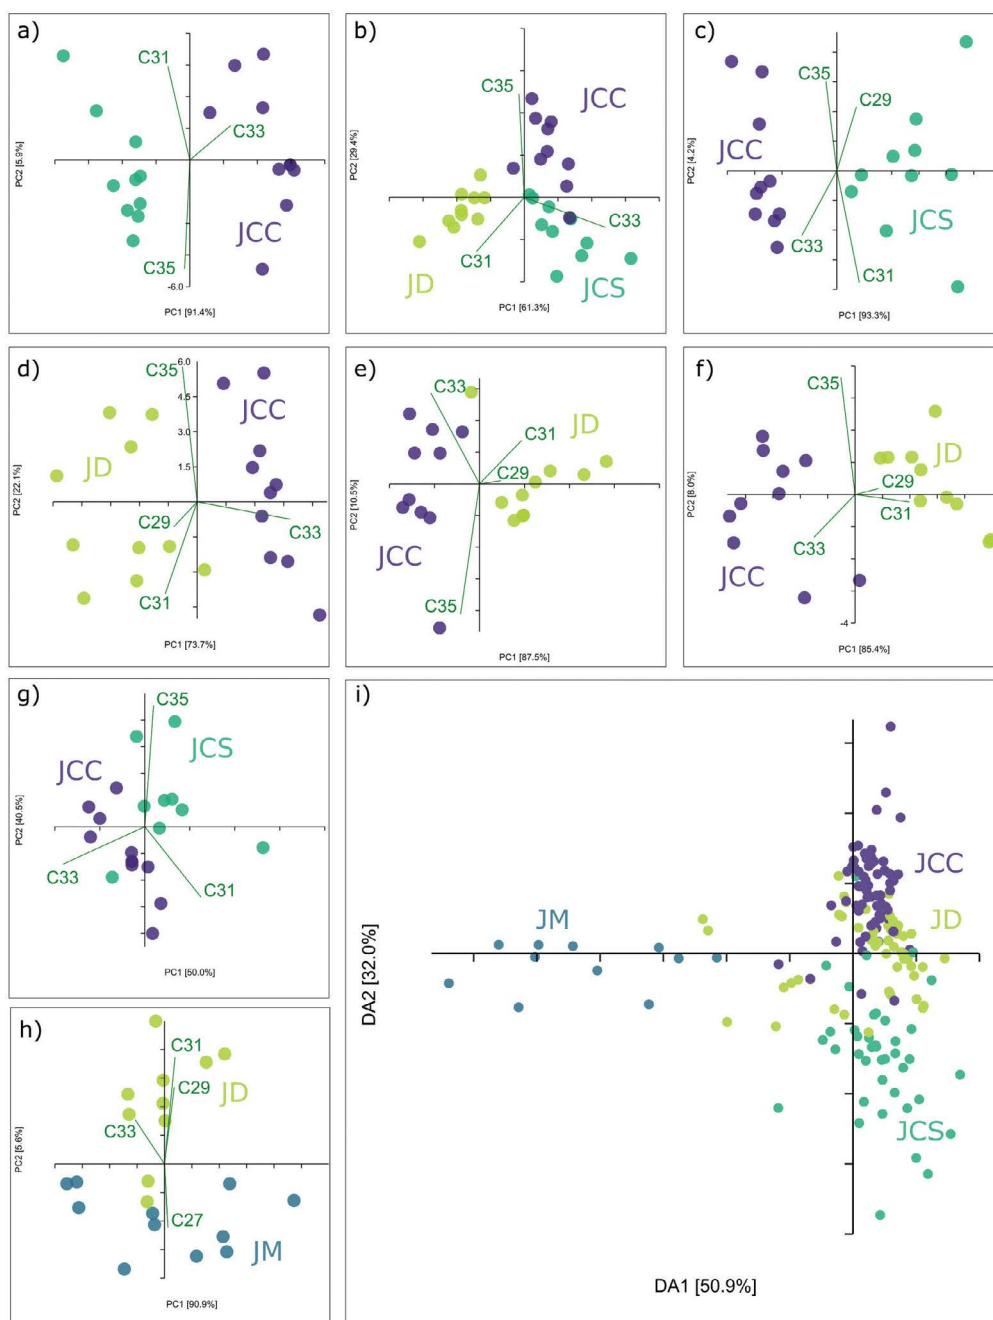 a)
C31
C33
PC2 [5.9%]
JCC
C35
-6.0
PC1 [91.4%]
b)
C35
JCC
PC2 [29.4%]
C33
C31
JD
JCS
PC1 [61.3%]
c)
C35
C29
JCC
PC2 [4.2%]
JCS
C33
C31
PC1 [93.3%]
d)
C35
6.0
4.5
JCC
3.0
JD
1.5
PC2 [22.1%]
C29
C33
C31
PC1 [73.7%]
e)
C33
JD
C31
C29
PC2 [10.5%]
JCC
C35
PC1 [87.5%]
f)
C35
JD
C29
PC2 [8.0%]
C31
C33
JCC
-4
PC1 [85.4%]
g)
C35
JCS
JCC
PC2 [40.5%]
C33
C31
PC1 [50.0%]
h)
C31
C29
JD
C33
PC2 [5.6%]
C27
JM
PC1 [90.9%]
i)
JCC
JM
JD
DA2 [32.0%]
JCS
DA1 [50.9%]